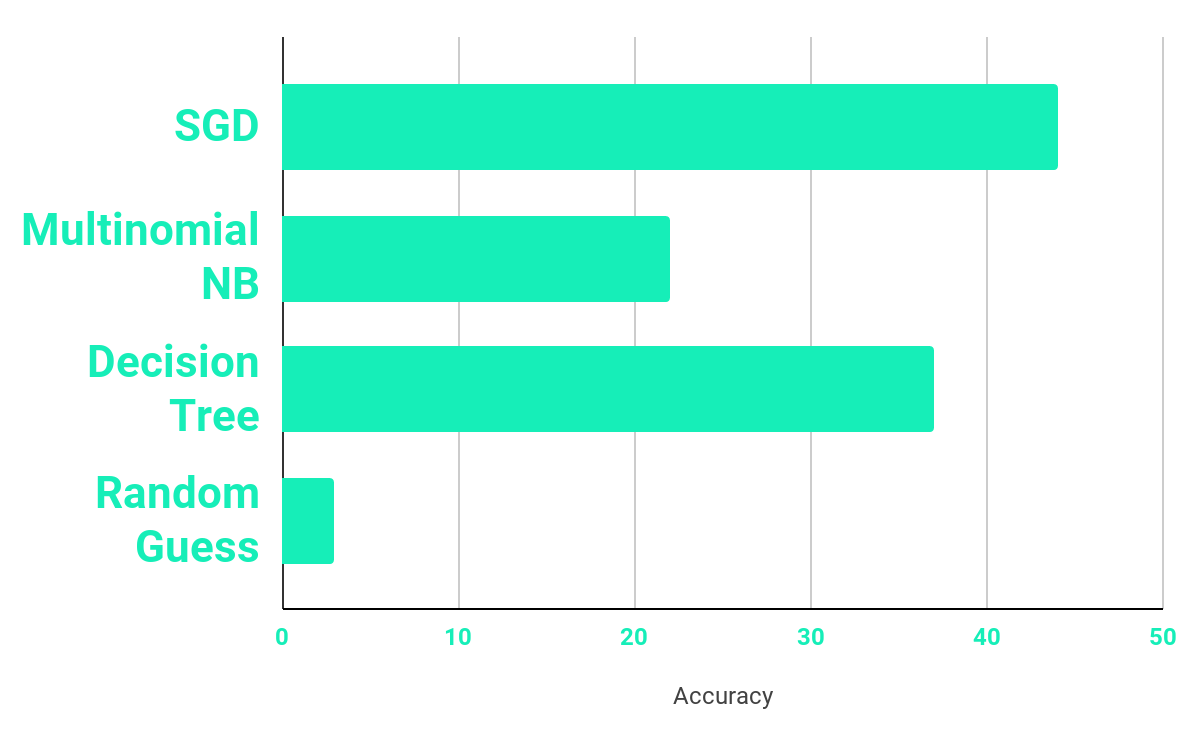 SGD
Multinomial
NB
Decision
Tree
Random
Guess
0 10 20 30 40 50
Accuracy